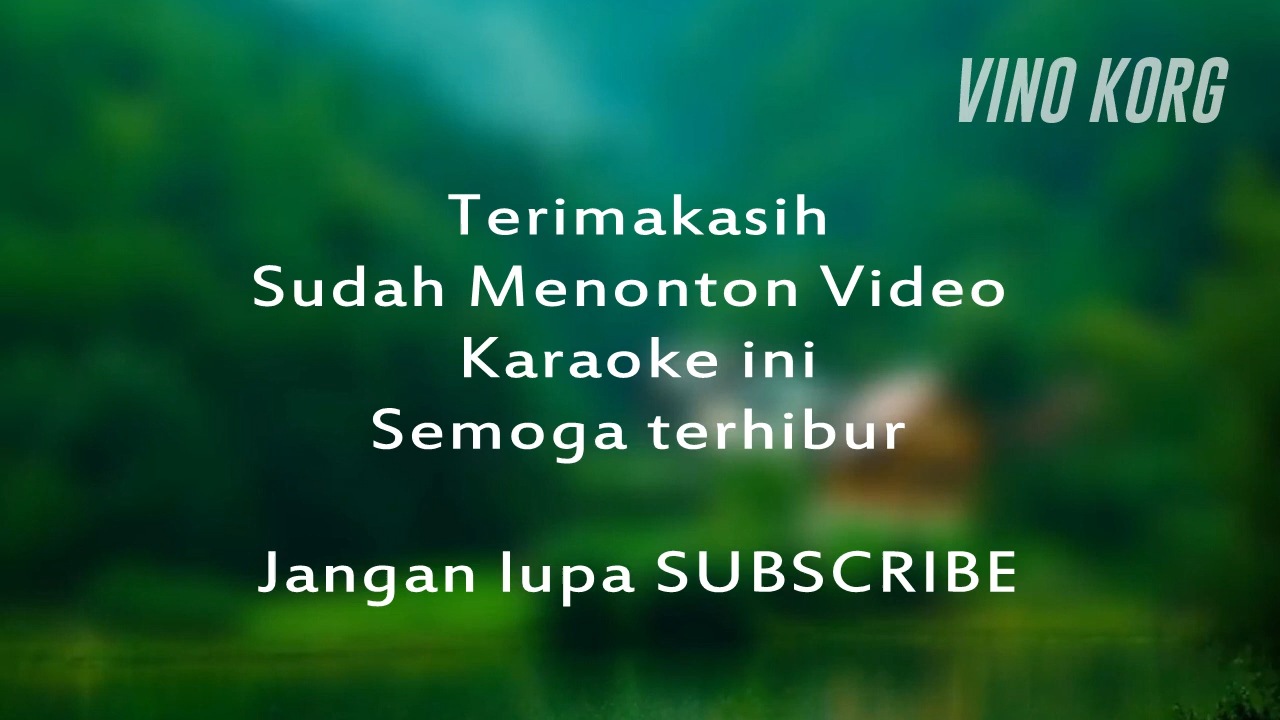 VINO KORG
Terimakasih
Sudah Menonton Video
Karaoke ini
Semoga terhibur
Jangan lupa SUBSCRIBE